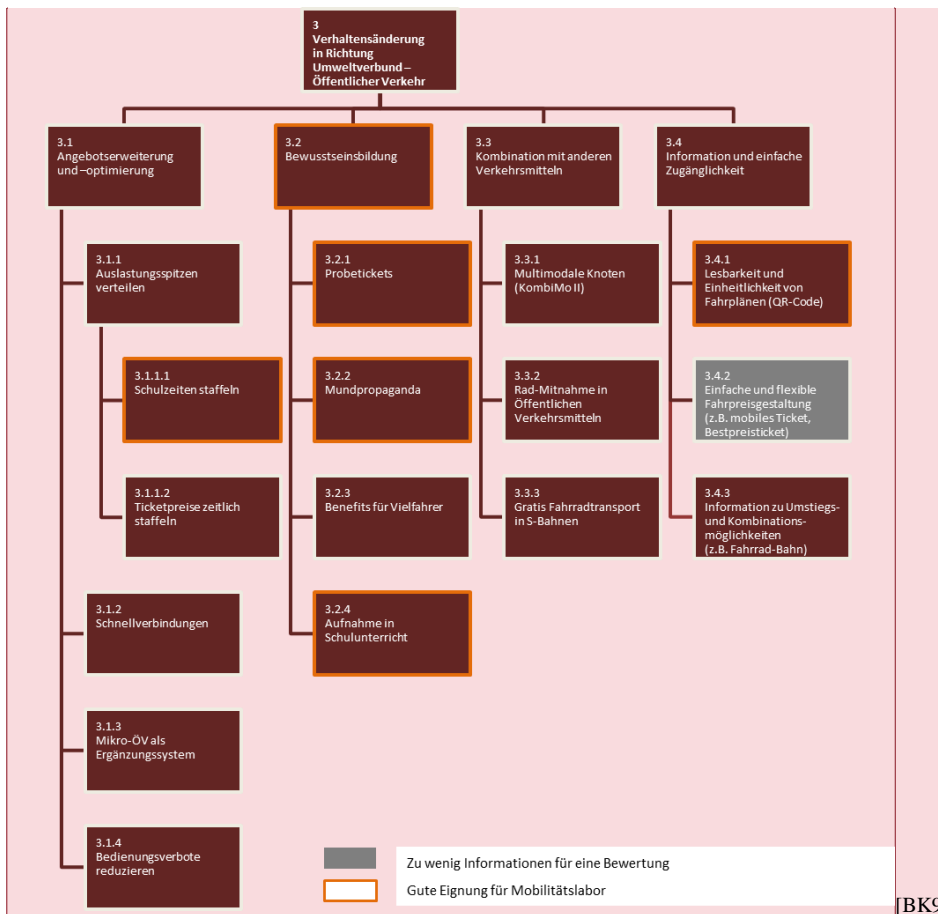 3
Verhaltensänderung
in Richtung
Umweltverbund –
Öffentlicher Verkehr
3.1
Angebotserweiterung
und –optimierung
3.2
Bewusstseinsbildung
3.3
Kombination mit anderen
Verkehrsmitteln
3.4
Information und einfache
Zugänglichkeit
3.1.1
Auslastungsspitzen
verteilen
3.2.1
Probetickets
3.3.1
Multimodale Knoten
(KombiMo II)
3.4.1
Lesbarkeit und
Einheitlichkeit von
Fahrplänen (QR-Code)
3.1.1.1
Schulzeiten staffeln
3.2.2
Mundpropaganda
3.3.2
Rad-Mitnahme in
Öffentlichen
Verkehrsmitteln
3.4.2
Einfache und flexible
Fahrpreisgestaltung
(z.B. mobiles Ticket,
Bestpreisticket)
3.1.1.2
Ticketpreise zeitlich
staffeln
3.2.3
Benefits für Vielfahrer
3.3.3
Gratis Fahrradtransport
in S-Bahnen
3.4.3
Information zu Umstiegs-
und Kombinations-
möglichkeiten
(z.B. Fahrrad-Bahn)
3.1.2
Schnellverbindungen
3.2.4
Aufnahme in
Schulunterricht
3.1.3
Mikro-ÖV als
Ergänzungssystem
3.1.4
Bedienungsverbote
reduzieren
Zu wenig Informationen für eine Bewertung
Gute Eignung für Mobilitätslabor
[BK9